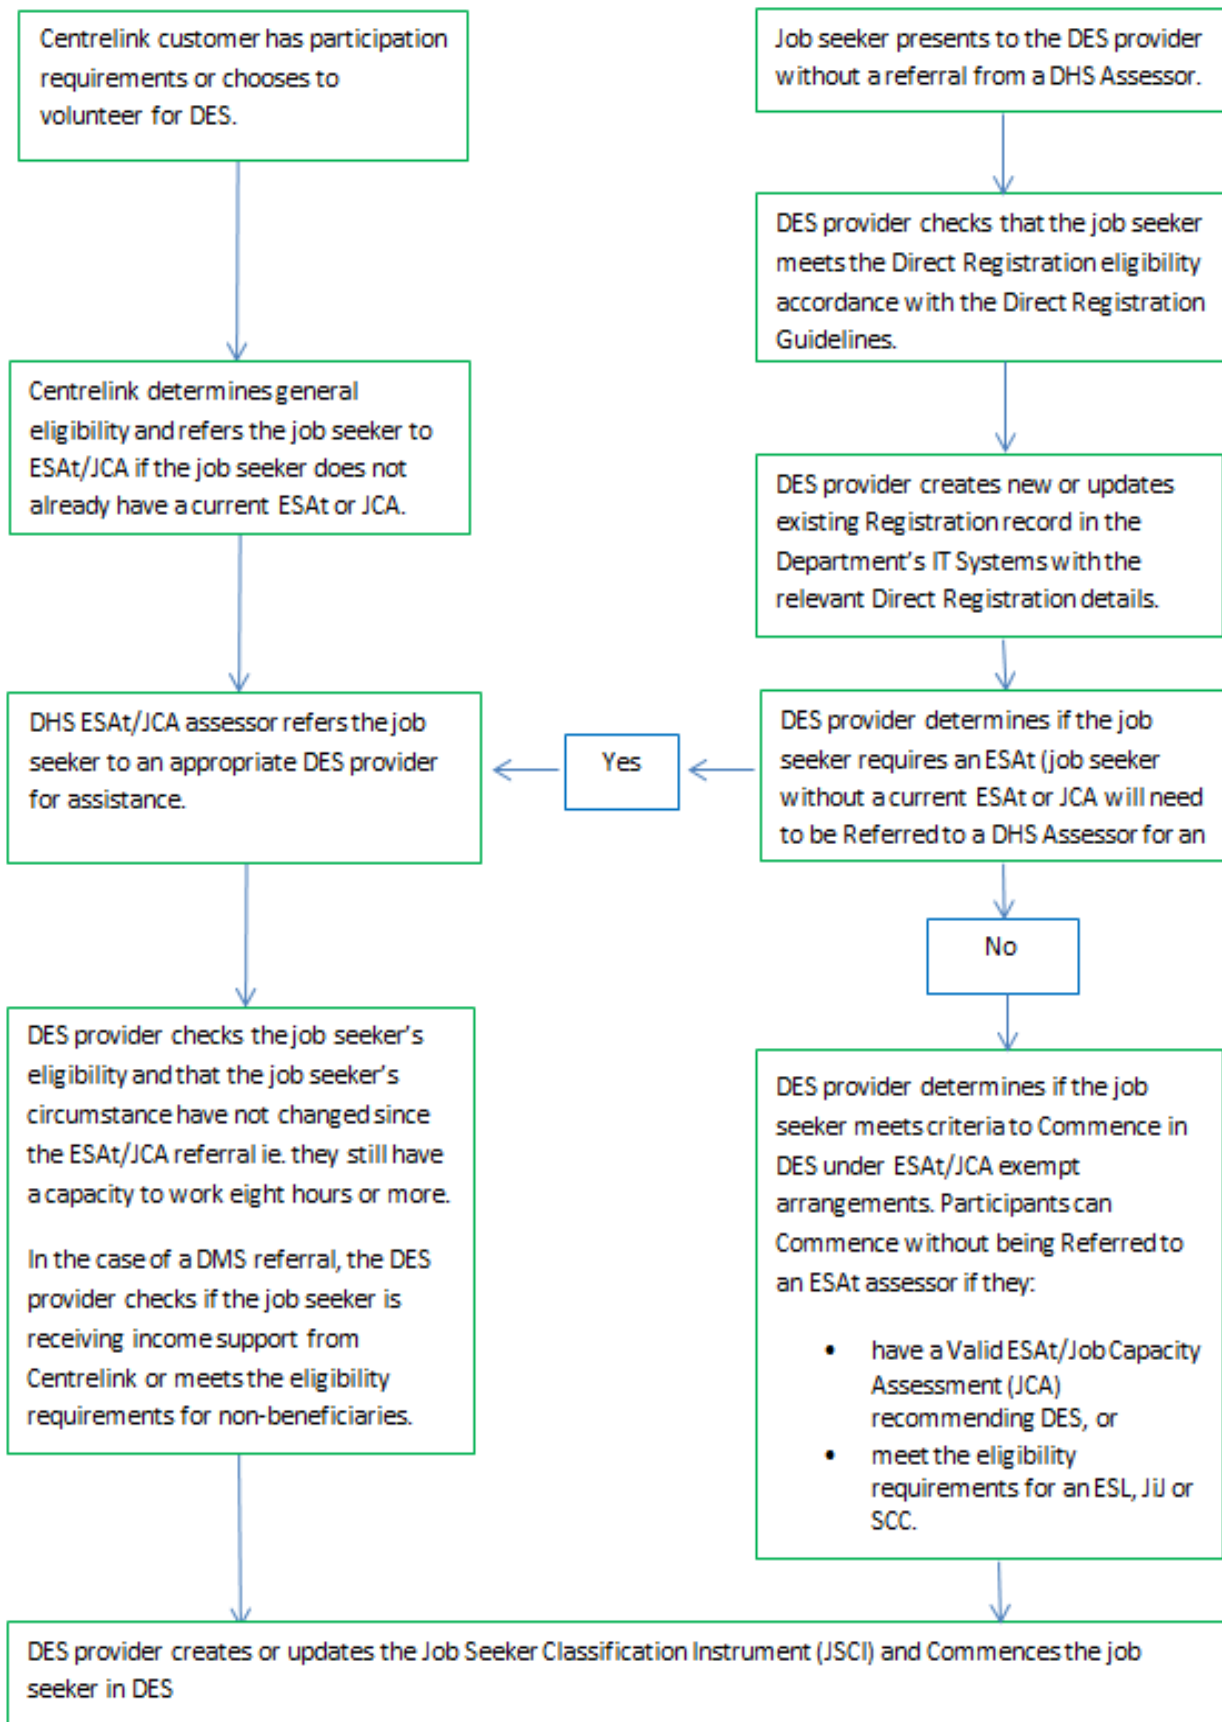 Centrelink customer has participation
requirements or chooses to
volunteer for DES.
Centrelink determines general
eligibility and refers the job seeker to
ESAt/JCA if the job seeker does not
already have a current ESAt or JCA.
DHS ESAt/JCA assessor refers the job
seeker to an appropriate DES provider
for assistance.
DES provider checks the job seeker’s
eligibility and that the job seeker’s
circumstance have not changed since
the ESAt/JCA referral ie. they still have
a capacity to work eight hours or more.
In the case of a DMS referral, the DES
provider checks if the job seeker is
receiving income support from
Centrelink or meets the eligibility
requirements for non-beneficiaries.
Job seeker presents to the DES provider
without a referral from a DHS Assessor.
DES provider checks that the job seeker
meets the Direct Registration eligibility
accordance with the Direct Registration
Guidelines.
DES provider creates new or updates
existing Registration record in the
Department’s IT Systems with the
relevant Direct Registration details.
DES provider determines if the job
seeker requires an ESAt (job seeker
without a current ESAt or JCA will need
to be Referred to a DHS Assessor for an
Yes
No
DES provider determines if the job
seeker meets criteria to Commence in
DES under ESAt/JCA exempt
arrangements. Participants can
Commence without being Referred to
an ESAt assessor if they:
• have a Valid ESAt/Job Capacity
Assessment (JCA)
recommending DES, or
• meet the eligibility
requirements for an ESL, JiJ or
SCC.
DES provider creates or updates the Job Seeker Classification Instrument (JSCI) and Commences the job
seeker in DES